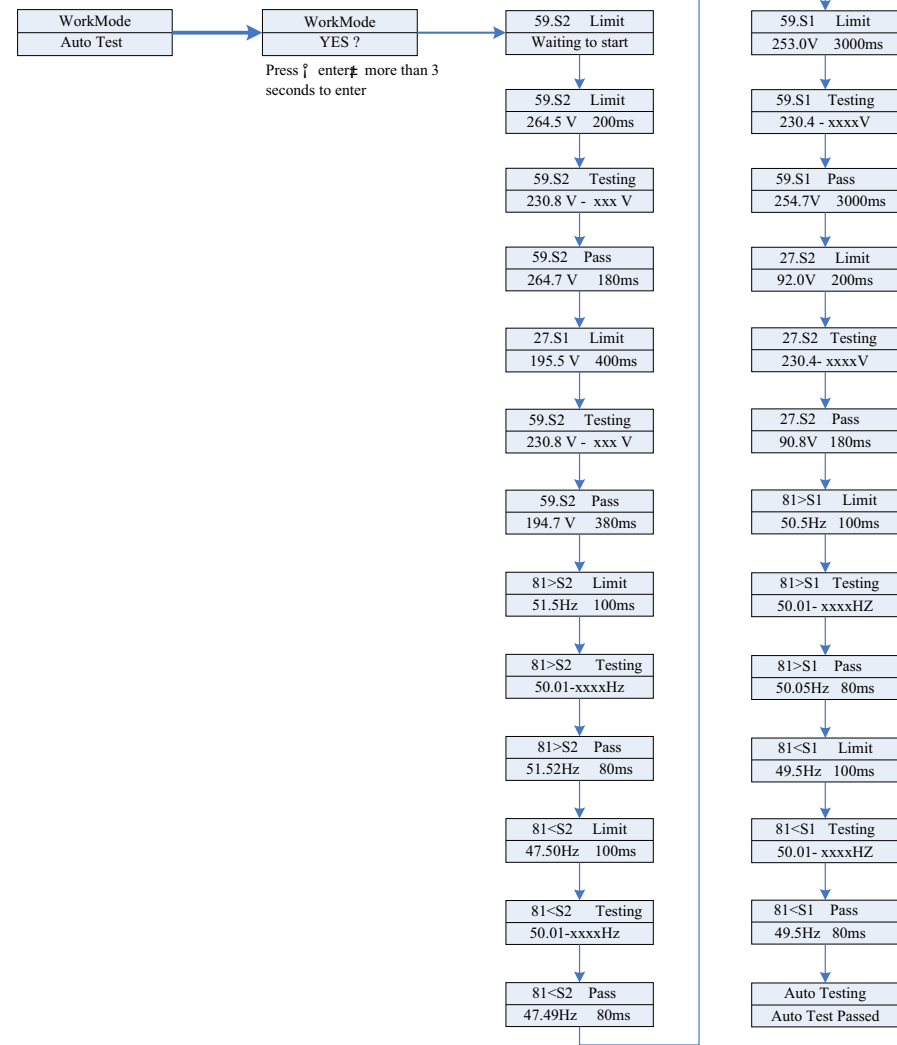 WorkMode
Auto Test
WorkMode
YES ?
Press i̊ enter‡ more than 3
seconds to enter
59.S2 Limit
Waiting to start
59.S2 Limit
264.5 V 200ms
59.S2 Testing
230.8 V - xxx V
59.S2 Pass
264.7 V 180ms
27.S1 Limit
195.5 V 400ms
59.S2 Testing
230.8 V - xxx V
59.S2 Pass
194.7 V 380ms
81>S2 Limit
51.5Hz 100ms
81>S2 Testing
50.01-xxxxHz
81>S2 Pass
51.52Hz 80ms
81<S2 Limit
47.50Hz 100ms
81<S2 Testing
50.01-xxxxHz
81<S2 Pass
47.49Hz 80ms
59.S1 Limit
253.0V 3000ms
59.S1 Testing
230.4 - xxxxV
59.S1 Pass
254.7V 3000ms
27.S2 Limit
92.0V 200ms
27.S2 Testing
230.4- xxxxV
27.S2 Pass
90.8V 180ms
81>S1 Limit
50.5Hz 100ms
81>S1 Testing
50.01- xxxxHZ
81>S1 Pass
50.05Hz 80ms
81<S1 Limit
49.5Hz 100ms
81<S1 Testing
50.01- xxxxHZ
81<S1 Pass
49.5Hz 80ms
Auto Testing
Auto Test Passed